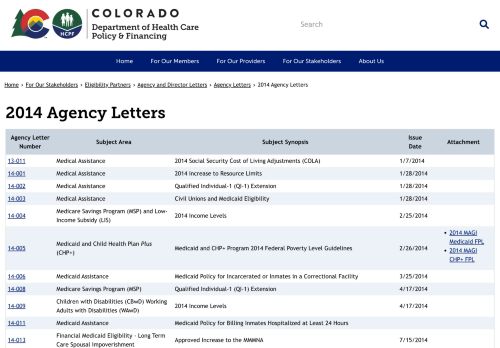 COLORADO
Department of Health Care
Policy & Financing
HCPF
Search
Home
For Our Members
For Our Providers
For Our Stakeholders
About Us
Home › For Our Stakeholders › Eligibility Partners › Agency and Director Letters › Agency Letters › 2014 Agency Letters
2014 Agency Letters
Agency Letter Number Subject Area Subject Synopsis Issue Date Attachment
13-011 Medical Assistance 2014 Social Security Cost of Living Adjustments (COLA) 1/7/2014
14-001 Medical Assistance 2014 Increase to Resource Limits 1/28/2014
14-002 Medical Assistance Qualified Individual-1 (QI-1) Extension 1/28/2014
14-003 Medical Assistance Civil Unions and Medicaid Eligibility 1/28/2014
14-004 Medicare Savings Program (MSP) and Low-Income Subsidy (LIS) 2014 Income Levels 2/25/2014
14-005 Medicaid and Child Health Plan Plus (CHP+) Medicaid and CHP+ Program 2014 Federal Poverty Level Guidelines 2/26/2014
• 2014 MAGI Medicaid FPL
• 2014 MAGI CHP+ FPL
14-006 Medicaid Assistance Medicaid Policy for Incarcerated or Inmates in a Correctional Facility 3/25/2014
14-008 Medicare Savings Program (MSP) Qualified Individual-1 (QI-1) Extension 4/17/2014
14-009 Children with Disabilities (CBwD) Working Adults with Disabilities (WAwD) 2014 Income Levels 4/17/2014
14-011 Medicaid Assistance Medicaid Policy for Billing Inmates Hospitalized at Least 24 Hours
14-013 Financial Medicaid Eligibility - Long Term Care Spousal Impoverishment Approved Increase to the MMMNA 7/15/2014